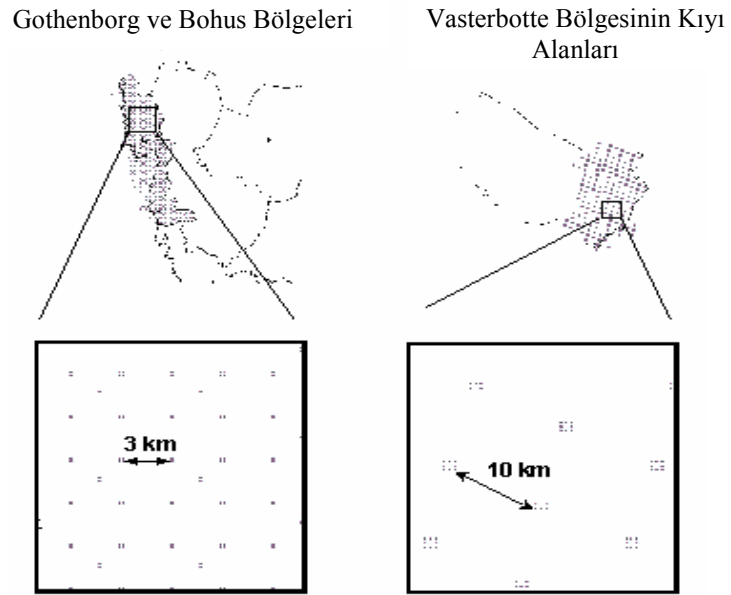 Gothenborg ve Bohus Bölgeleri
Vasterbotte Bölgesinin Kıyı
Alanları
3 km
10 km